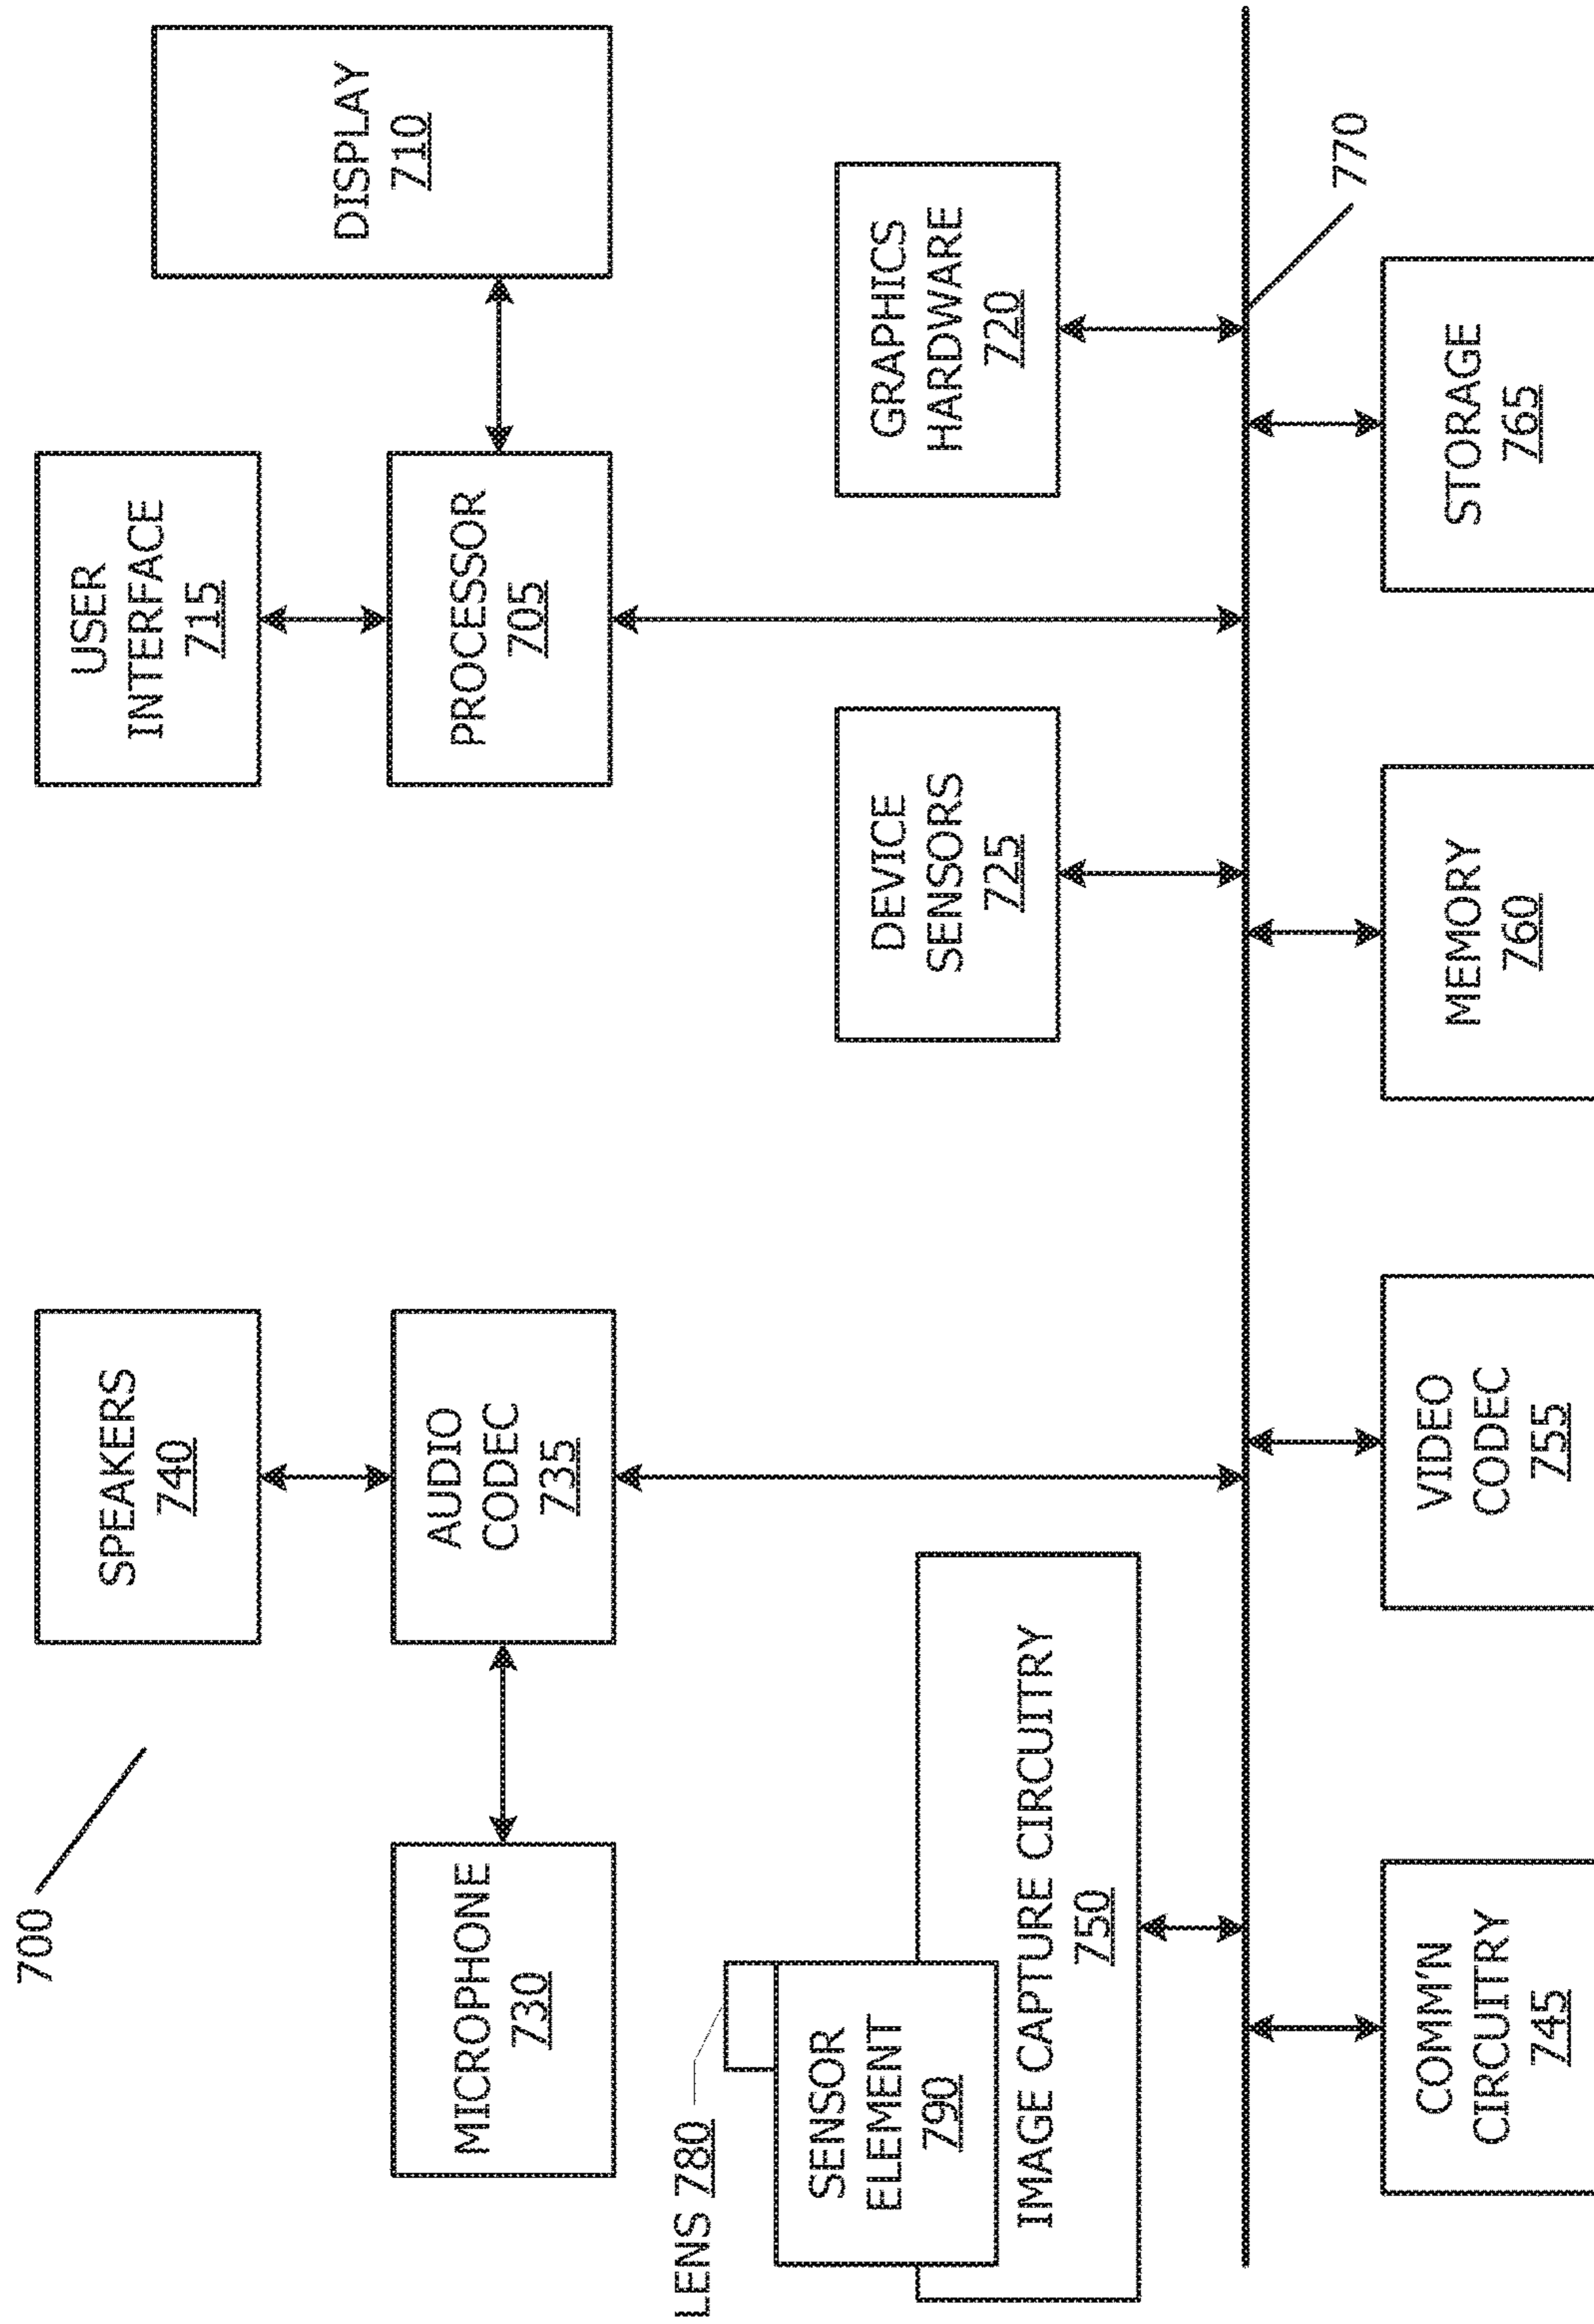 700
SPEAKERS
740
USER
INTERFACE
715
MICROPHONE
730
AUDIO
CODEC
735
PROCESSOR
705
DISPLAY
710
LENS 780
SENSOR
ELEMENT
790
IMAGE CAPTURE CIRCUITRY
750
DEVICE
SENSORS
725
GRAPHICS
HARDWARE
720
770
COMM'N
CIRCUITRY
745
VIDEO
CODEC
755
MEMORY
760
STORAGE
765